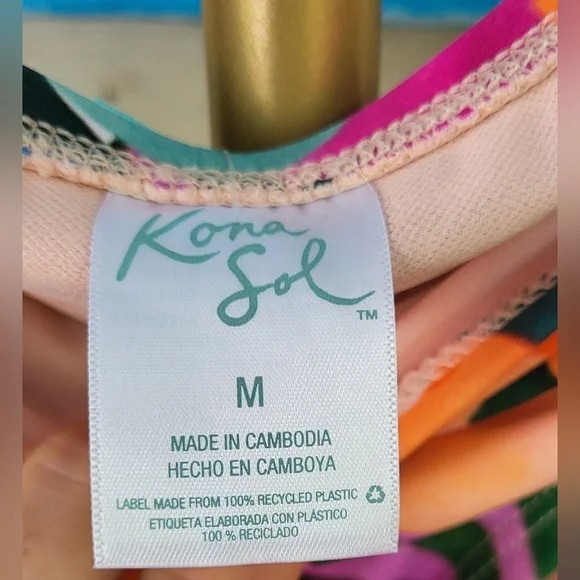 Kona
Sol
TM
M
MADE IN CAMBODIA
HECHO EN CAMBOYA
LABEL MADE FROM 100% RECYCLED PLASTIC
ETIQUETA ELABORADA CON PLÁSTICO
100 % RECICLADO